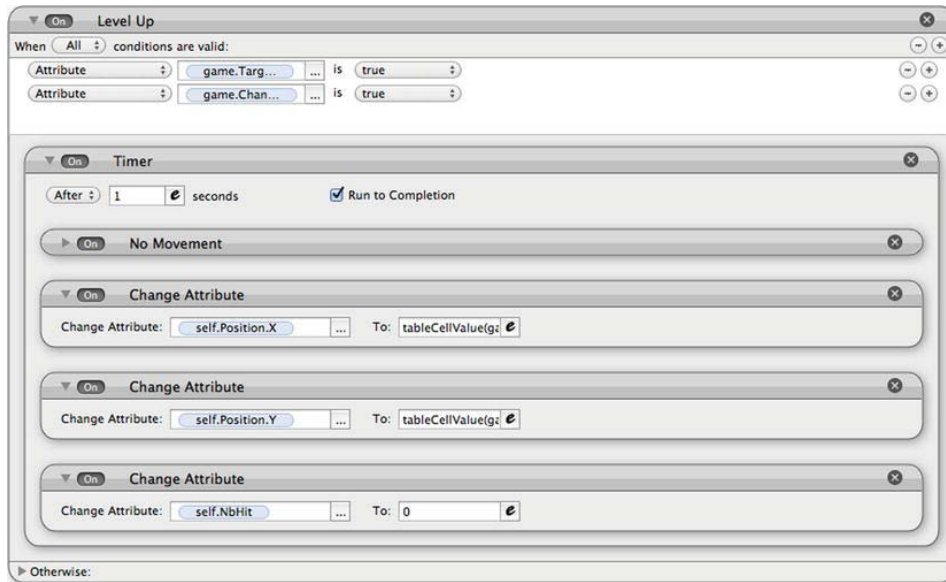 On Level Up
When All conditions are valid:
Attribute game.Targ... ... is true
Attribute game.Chan... ... is true
On Timer
After 1 e seconds Run to Completion
On No Movement
On Change Attribute
Change Attribute: self.Position.X ... To: tableCellValue(ga e
On Change Attribute
Change Attribute: self.Position.Y ... To: tableCellValue(ga e
On Change Attribute
Change Attribute: self.NbHit ... To: 0 e
Otherwise: